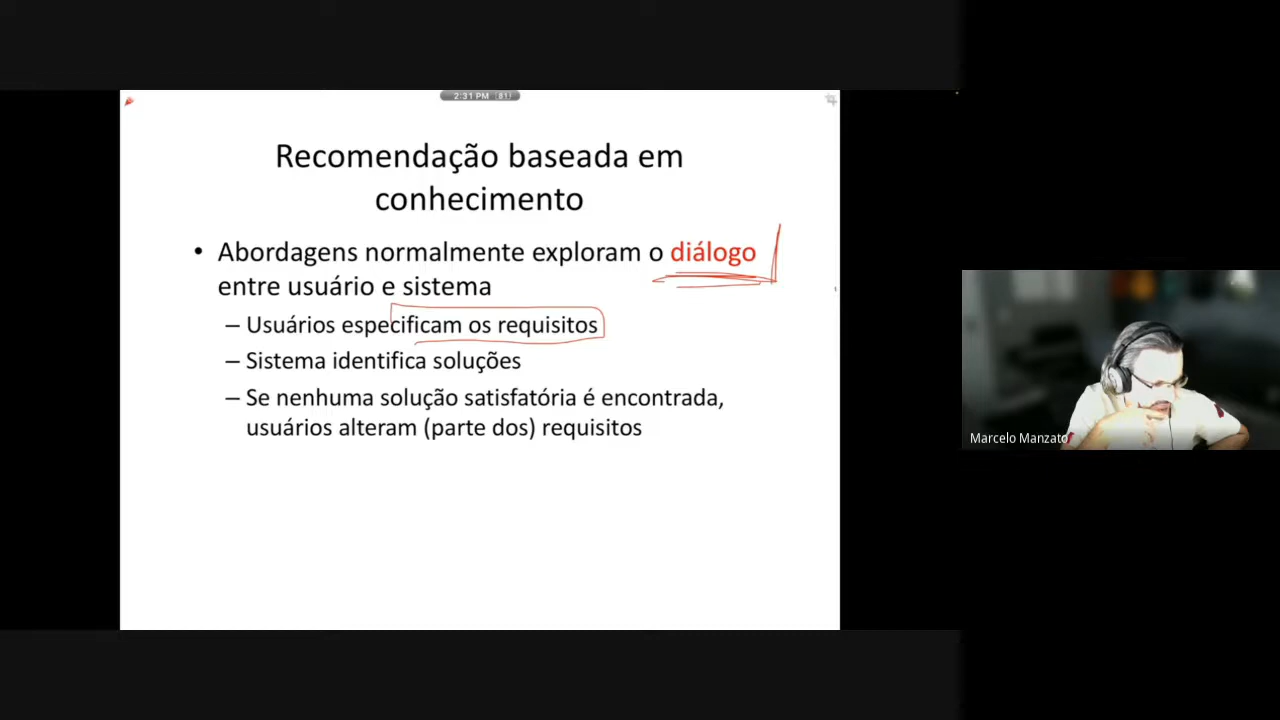 2:31 PM
Recomendação baseada em
conhecimento
• Abordagens normalmente exploram o diálogo
entre usuário e sistema
– Usuários especificam os requisitos
– Sistema identifica soluções
– Se nenhuma solução satisfatória é encontrada,
usuários alteram (parte dos) requisitos
Marcelo Manzato